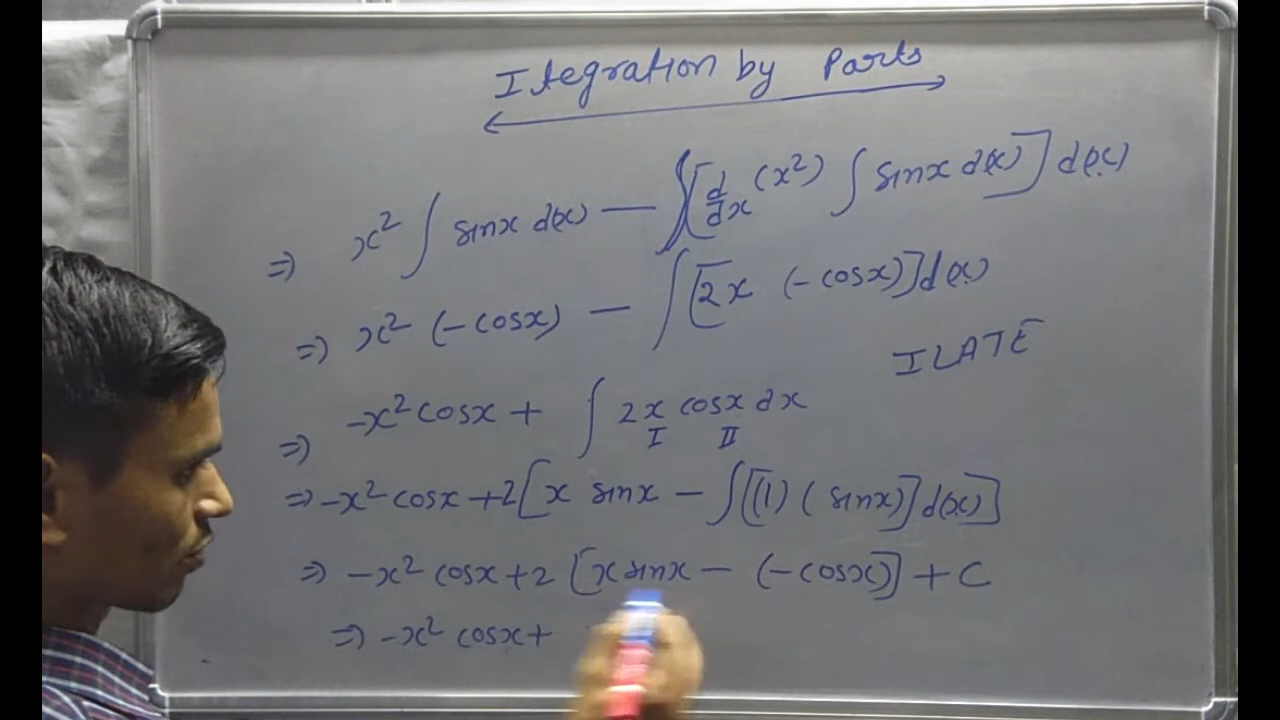 Itegration by Parts
⇒ x² ∫ sinx d(x) — ∫[d/dx (x²) ∫ sinx d(x)] d(x)
⇒ x² (-cosx) — ∫[2x (-cosx)]d(x)
ILATE
⇒ -x² cosx + ∫ 2x cosx dx
I II
⇒ -x² cosx +2[x sinx - ∫[(1) (sinx)]d(x)]
⇒ -x² cosx +2 [x sinx - (-cosx)] + C
⇒ -x² cosx +